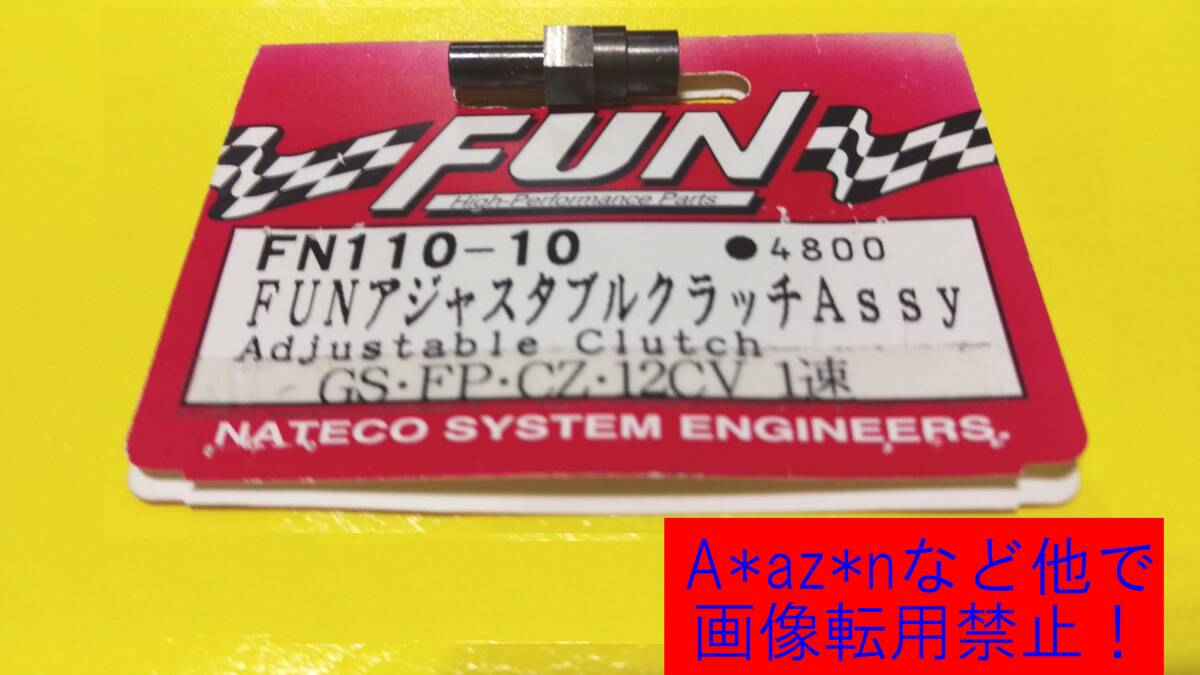 FUN
High-Performance Parts
FN110-10 ●4800
FUNアジャスタブルクラッチAssy
Adjustable Clutch
GS・FP・CZ・12CV 1速
NATECO SYSTEM ENGINEERS.
A*az*nなど他で
画像転用禁止！